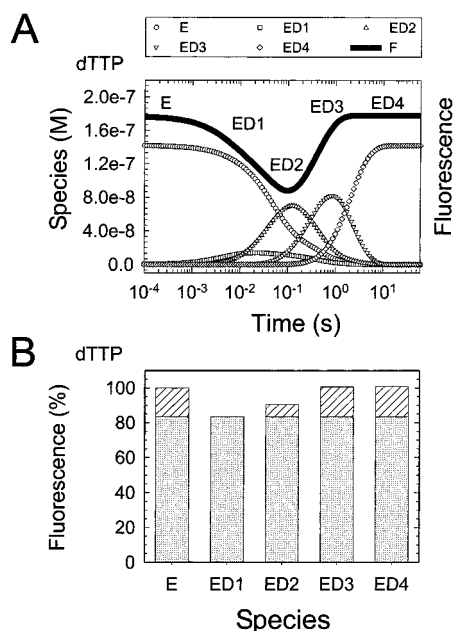 A
E ED1 ED2
ED3 ED4 F
dTTP
2.0e-7
1.6e-7
1.2e-7
8.0e-8
4.0e-8
0.0
Species (M)
Fluorescence
E
ED1
ED2
ED3
ED4
10-4 10-3 10-2 10-1 100 101
Time (s)
B
dTTP
100
80
60
40
20
0
Fluorescence (%)
E ED1 ED2 ED3 ED4
Species